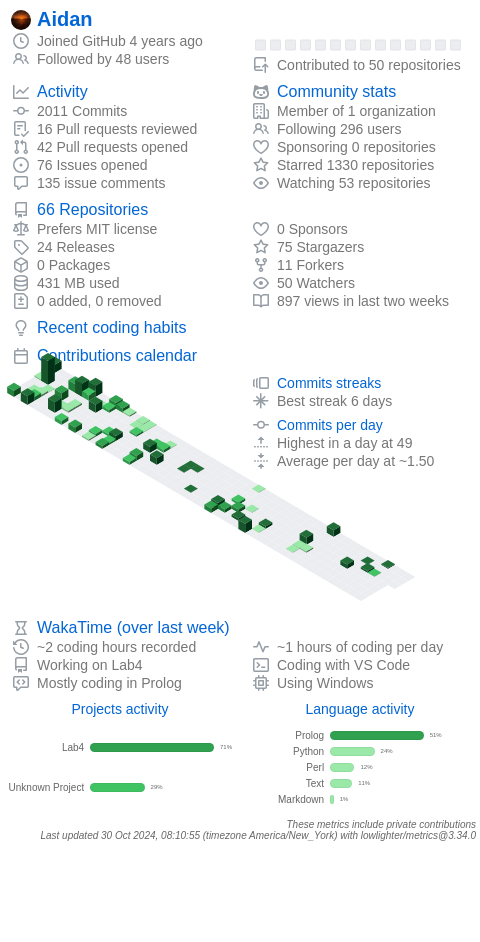 Aidan
Joined GitHub 4 years ago
Followed by 48 users
Contributed to 50 repositories
Activity
2011 Commits
16 Pull requests reviewed
42 Pull requests opened
76 Issues opened
135 issue comments
Community stats
Member of 1 organization
Following 296 users
Sponsoring 0 repositories
Starred 1330 repositories
Watching 53 repositories
66 Repositories
Prefers MIT license
24 Releases
0 Packages
431 MB used
0 added, 0 removed
0 Sponsors
75 Stargazers
11 Forkers
50 Watchers
897 views in last two weeks
Recent coding habits
Contributions calendar
Commits streaks
Best streak 6 days
Commits per day
Highest in a day at 49
Average per day at ~1.50
WakaTime (over last week)
~2 coding hours recorded
Working on Lab4
Mostly coding in Prolog
~1 hours of coding per day
Coding with VS Code
Using Windows
Projects activity
Lab4 71%
Unknown Project 29%
Language activity
Prolog 51%
Python 24%
Perl 12%
Text 11%
Markdown 1%
These metrics include private contributions
Last updated 30 Oct 2024, 08:10:55 (timezone America/New_York) with lowlighter/metrics@3.34.0